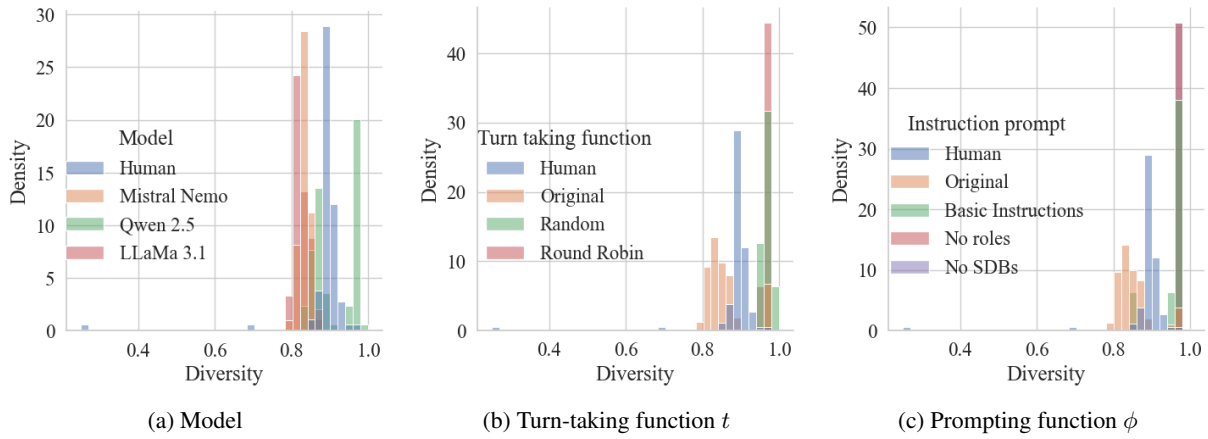 30
25
20
15
10
5
0
Density
Model
Human
Mistral Nemo
Qwen 2.5
LLaMa 3.1
0.4 0.6 0.8 1.0
Diversity
(a) Model
40
30
20
10
0
Density
Turn taking function
Human
Original
Random
Round Robin
0.4 0.6 0.8 1.0
Diversity
(b) Turn-taking function t
50
40
30
20
10
0
Density
Instruction prompt
Human
Original
Basic Instructions
No roles
No SDBs
0.4 0.6 0.8 1.0
Diversity
(c) Prompting function ϕ